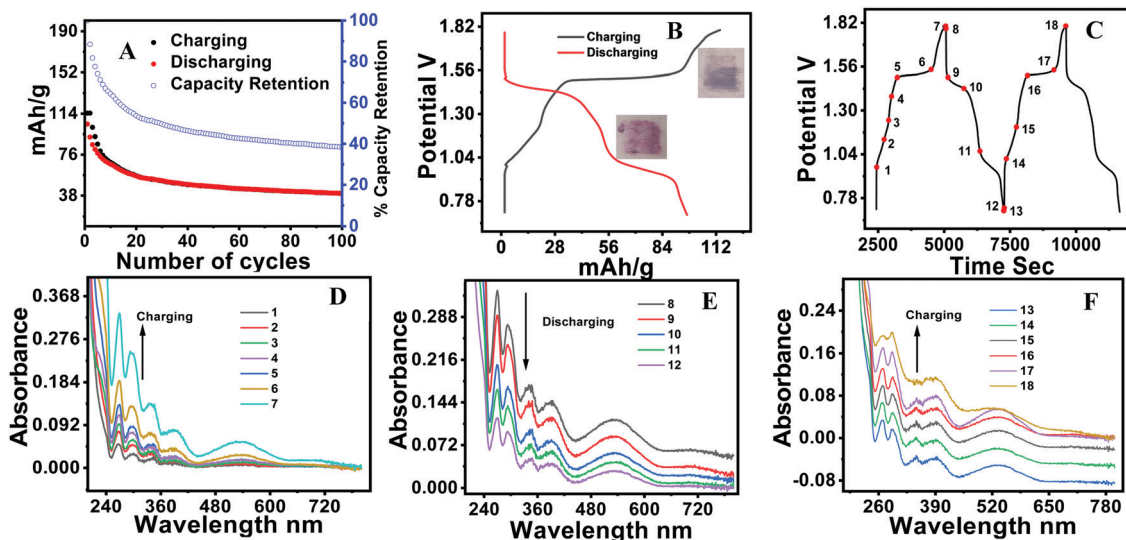 A
Charging
Discharging
Capacity Retention
190
152
114
76
38
mAh/g
100
80
60
40
20
0
% Capacity Retention
0 20 40 60 80 100
Number of cycles
B
Charging
Discharging
1.82
1.56
1.30
1.04
0.78
Potential V
0 28 56 84 112
mAh/g
C
1.82
1.56
1.30
1.04
0.78
Potential V
1
2
3
4
5
6
7
8
9
10
11
12
13
14
15
16
17
18
2500 5000 7500 10000
Time Sec
D
Charging
1
2
3
4
5
6
7
0.368
0.276
0.184
0.092
0.000
Absorbance
240 360 480 600 720
Wavelength nm
E
Discharging
8
9
10
11
12
0.288
0.216
0.144
0.072
0.000
Absorbance
240 360 480 600 720
Wavelength nm
F
Charging
13
14
15
16
17
18
0.24
0.16
0.08
0.00
-0.08
Absorbance
260 390 520 650 780
Wavelength nm